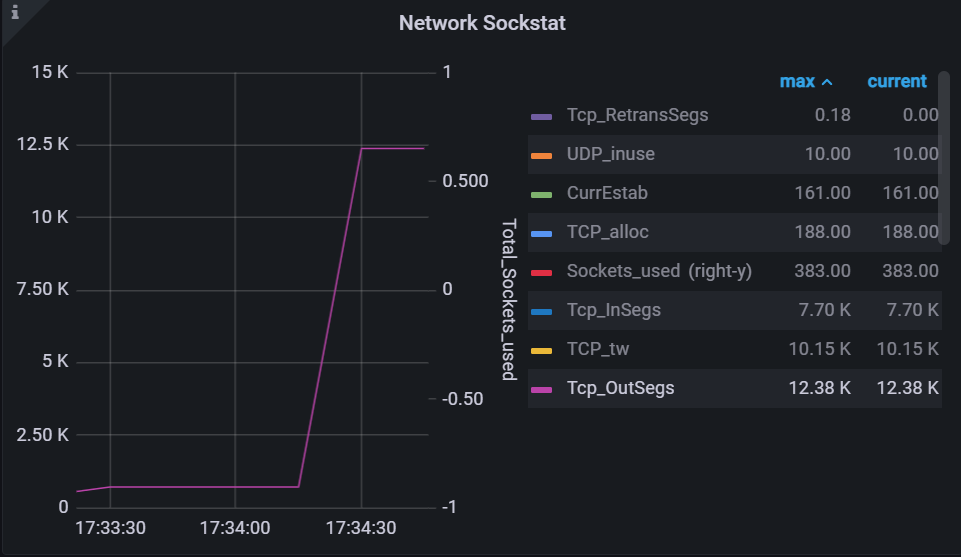 i
Network Sockstat
15 K
12.5 K
10 K
7.50 K
5 K
2.50 K
0
1
0.500
0
-0.50
-1
Total_Sockets_used
17:33:30 17:34:00 17:34:30
max current
Tcp_RetransSegs 0.18 0.00
UDP_inuse 10.00 10.00
CurrEstab 161.00 161.00
TCP_alloc 188.00 188.00
Sockets_used (right-y) 383.00 383.00
Tcp_InSegs 7.70 K 7.70 K
TCP_tw 10.15 K 10.15 K
Tcp_OutSegs 12.38 K 12.38 K